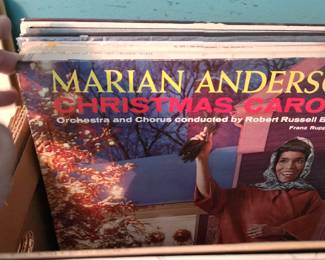 MARIAN ANDERSO
CHRISTMAS CARO
Orchestra and Chorus conducted by Robert Russell B
Franz Rupp